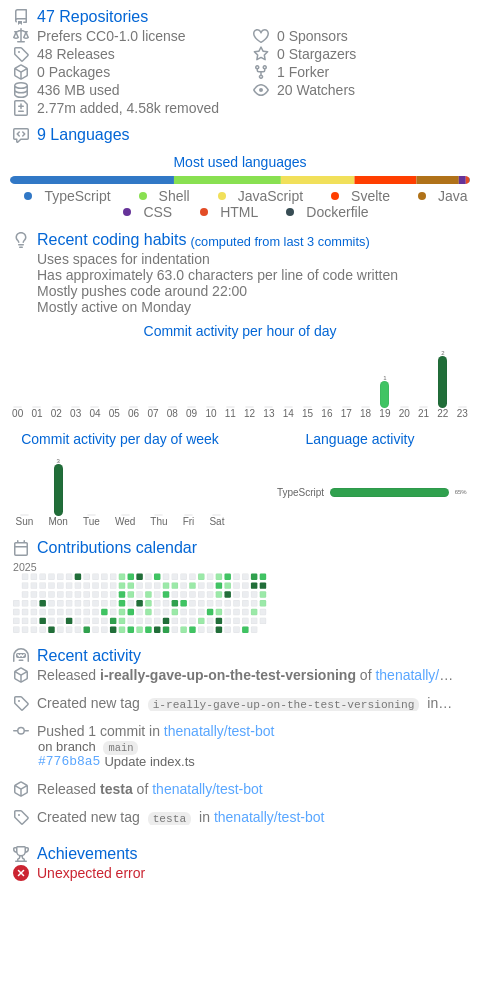 47 Repositories
Prefers CC0-1.0 license
0 Sponsors
48 Releases
0 Stargazers
0 Packages
1 Forker
436 MB used
20 Watchers
2.77m added, 4.58k removed
9 Languages
Most used languages
TypeScript Shell JavaScript Svelte Java
CSS HTML Dockerfile
Recent coding habits (computed from last 3 commits)
Uses spaces for indentation
Has approximately 63.0 characters per line of code written
Mostly pushes code around 22:00
Mostly active on Monday
Commit activity per hour of day
1
2
00 01 02 03 04 05 06 07 08 09 10 11 12 13 14 15 16 17 18 19 20 21 22 23
Commit activity per day of week
3
Sun Mon Tue Wed Thu Fri Sat
Language activity
TypeScript 65%
Contributions calendar
2025
Recent activity
Released i-really-gave-up-on-the-test-versioning of thenatally/…
Created new tag i-really-gave-up-on-the-test-versioning in…
Pushed 1 commit in thenatally/test-bot
on branch main
#776b8a5 Update index.ts
Released testa of thenatally/test-bot
Created new tag testa in thenatally/test-bot
Achievements
Unexpected error